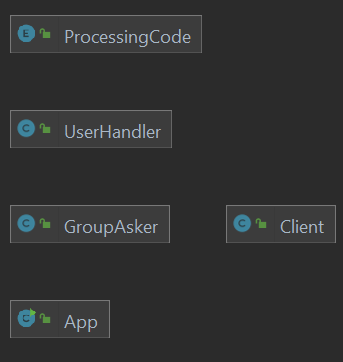 E ProcessingCode
C UserHandler
C GroupAsker
C Client
C App